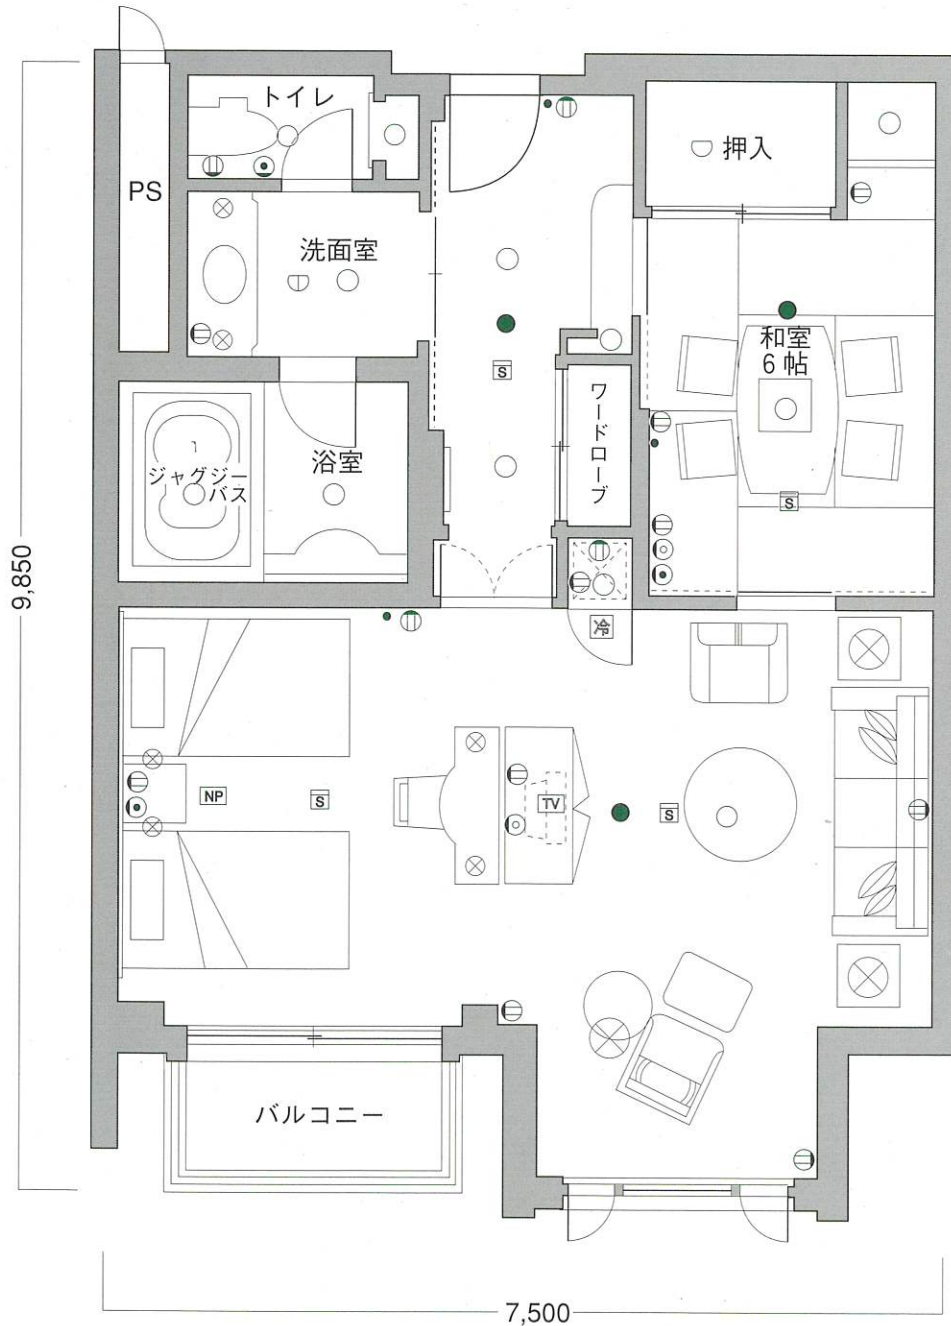 トイレ
押入
PS
洗面室
和室
6 帖
S
ワードローブ
浴室
ジャグジー
バス
S
9,850
冷
NP
S
TV
S
バルコニー
7,500